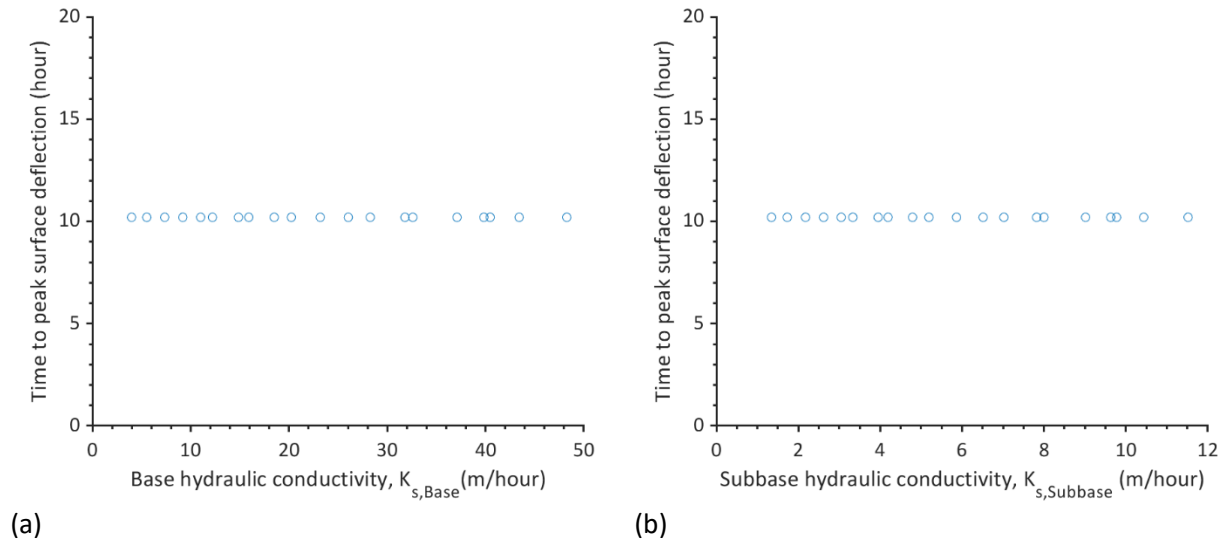 20
15
10
5
0
Time to peak surface deflection (hour)
0 10 20 30 40 50
Base hydraulic conductivity, K s,Base (m/hour)
(a)
20
15
10
5
0
Time to peak surface deflection (hour)
0 2 4 6 8 10 12
Subbase hydraulic conductivity, K s,Subbase (m/hour)
(b)